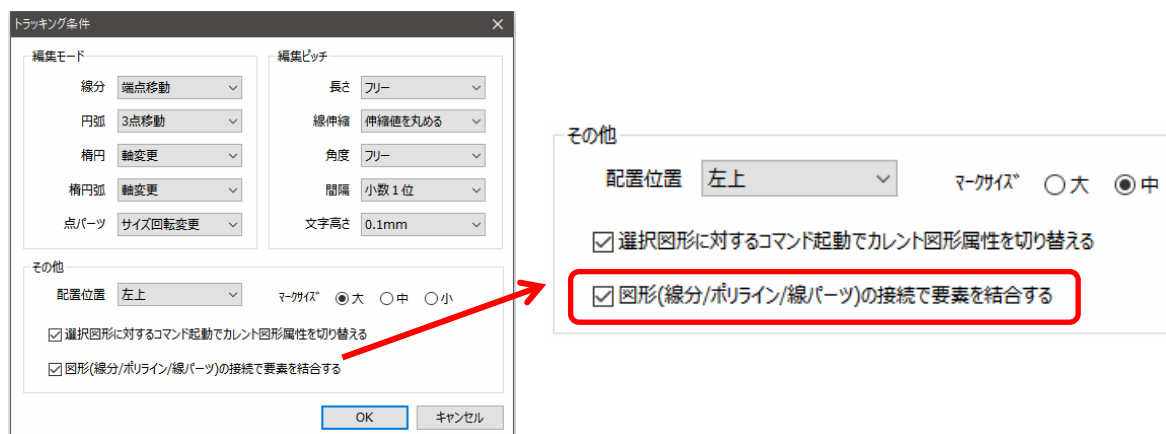 トラッキング条件
編集モード
線分 端点移動
円弧 3点移動
楕円 軸変更
楕円弧 軸変更
点パーツ サイズ回転変更
編集ピッチ
長さ フリー
線伸縮 伸縮値を丸める
角度 フリー
間隔 小数１位
文字高さ 0.1mm
その他
配置位置 左上 ﾏｰｸｻｲｽﾞ 大 中 小
選択図形に対するコマンド起動でカレント図形属性を切り替える
図形(線分/ポリライン/線パーツ)の接続で要素を結合する
OK キャンセル
その他
配置位置 左上 ﾏｰｸｻｲｽﾞ 大 中
選択図形に対するコマンド起動でカレント図形属性を切り替える
図形(線分/ポリライン/線パーツ)の接続で要素を結合する